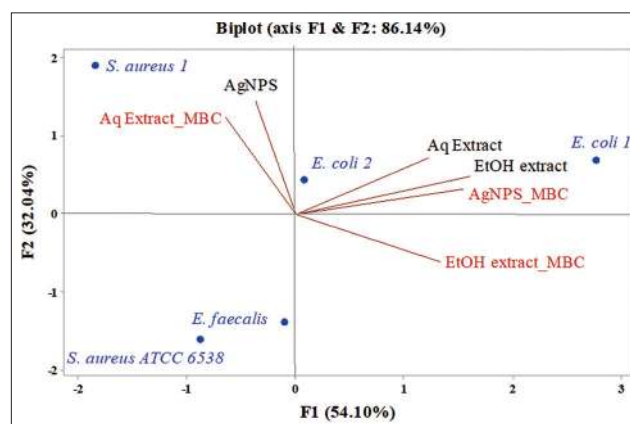 Biplot (axis F1 & F2: 86.14%)
2
S. aureus 1
AgNPS
Aq Extract_MBC
1
Aq Extract
E. coli 1
E. coli 2
EtOH extract
AgNPS_MBC
0
F2 (32.04%)
EtOH extract_MBC
-1
E. faecalis
S. aureus ATCC 6538
-2
-2 -1 0 1 2 3
F1 (54.10%)